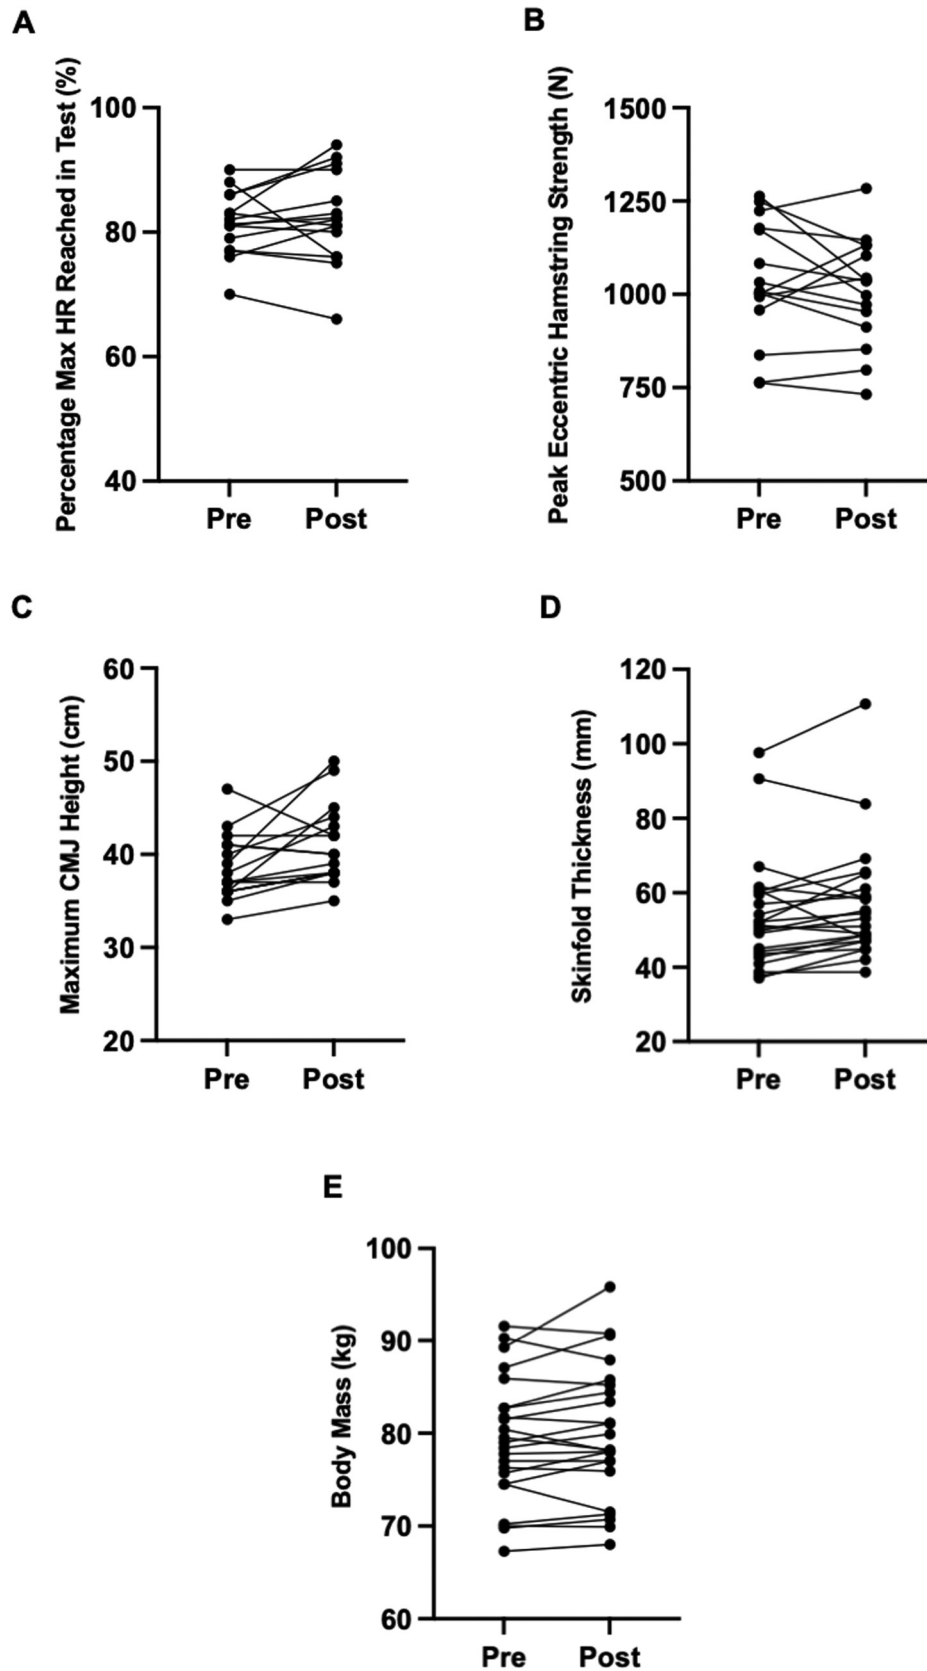 A
B
Percentage Max HR Reached in Test (%)
100
80
60
40
Pre Post
Peak Eccentric Hamstring Strength (N)
1500
1250
1000
750
500
Pre Post
C
D
Maximum CMJ Height (cm)
60
50
40
30
20
Pre Post
Skinfold Thickness (mm)
120
100
80
60
40
20
Pre Post
E
Body Mass (kg)
100
90
80
70
60
Pre Post